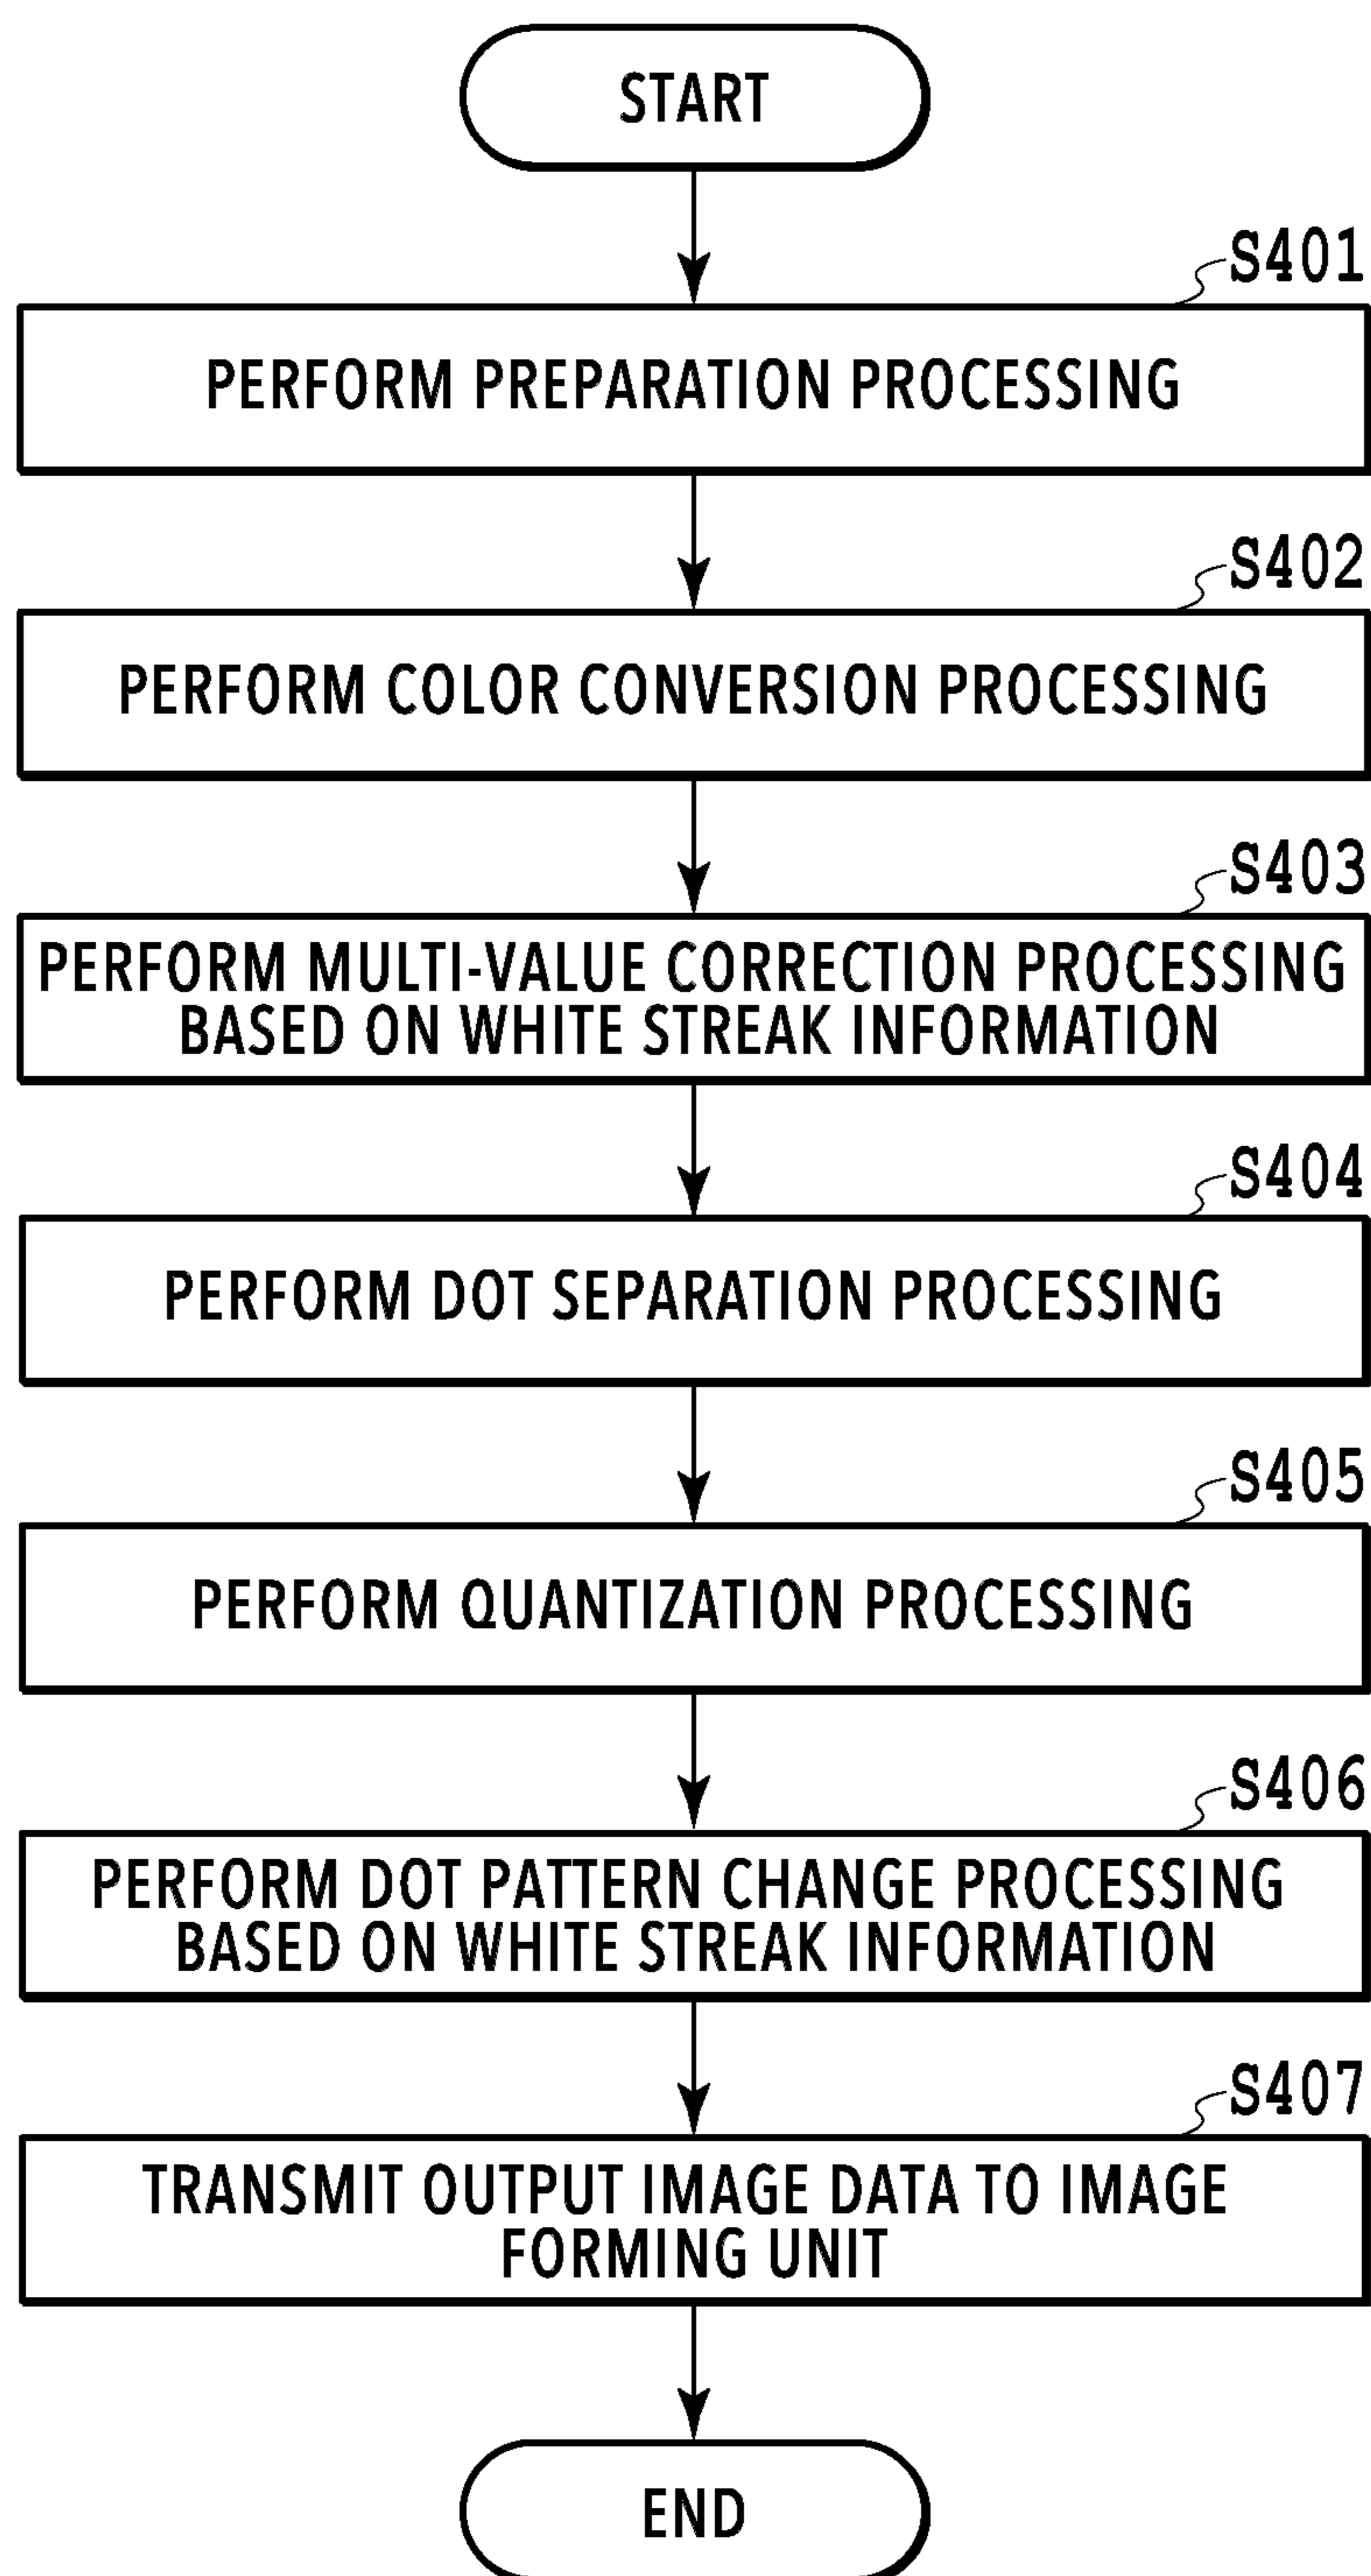 START
S401
PERFORM PREPARATION PROCESSING
S402
PERFORM COLOR CONVERSION PROCESSING
S403
PERFORM MULTI-VALUE CORRECTION PROCESSING
BASED ON WHITE STREAK INFORMATION
S404
PERFORM DOT SEPARATION PROCESSING
S405
PERFORM QUANTIZATION PROCESSING
S406
PERFORM DOT PATTERN CHANGE PROCESSING
BASED ON WHITE STREAK INFORMATION
S407
TRANSMIT OUTPUT IMAGE DATA TO IMAGE
FORMING UNIT
END